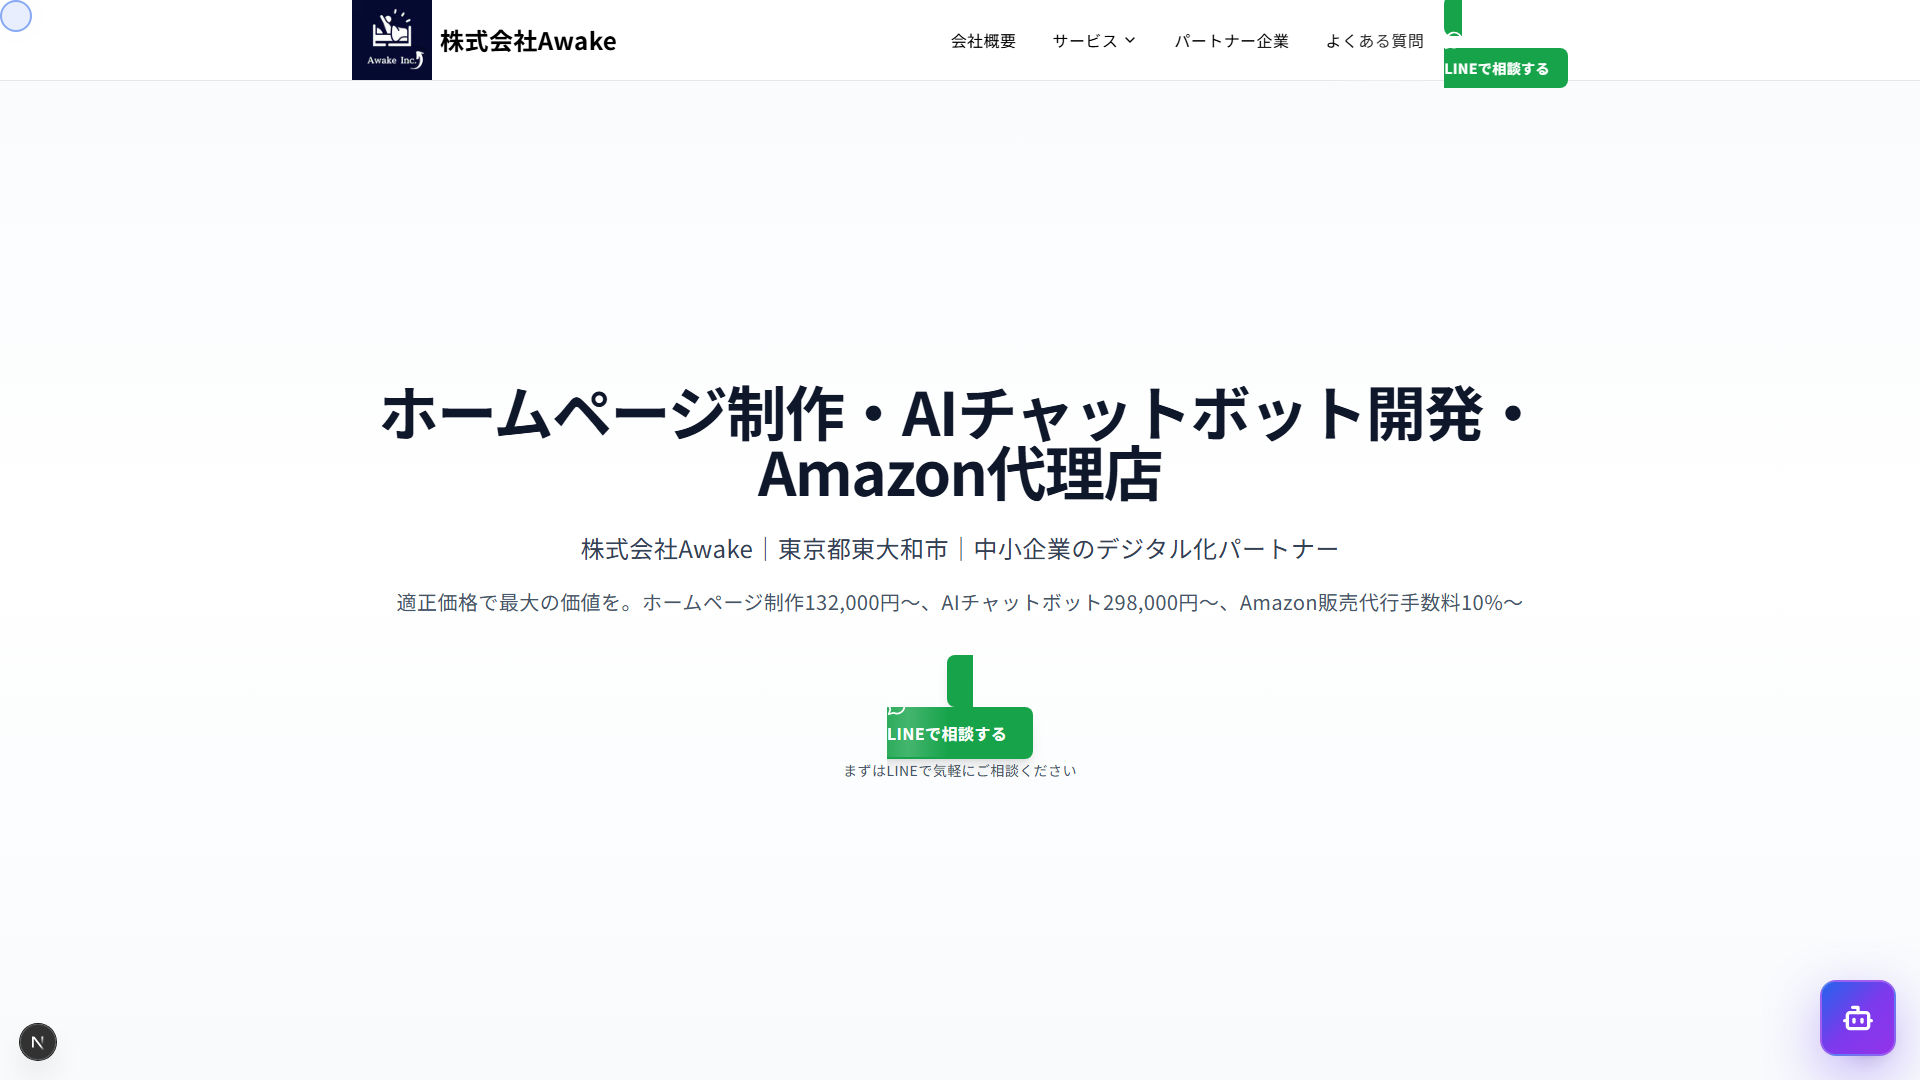 Awake Inc.
株式会社Awake
会社概要
サービス
パートナー企業
よくある質問
LINEで相談する
ホームページ制作・AIチャットボット開発・
Amazon代理店
株式会社Awake｜東京都東大和市｜中小企業のデジタル化パートナー
適正価格で最大の価値を。ホームページ制作132,000円〜、AIチャットボット298,000円〜、Amazon販売代行手数料10%〜
LINEで相談する
まずはLINEで気軽にご相談ください
N